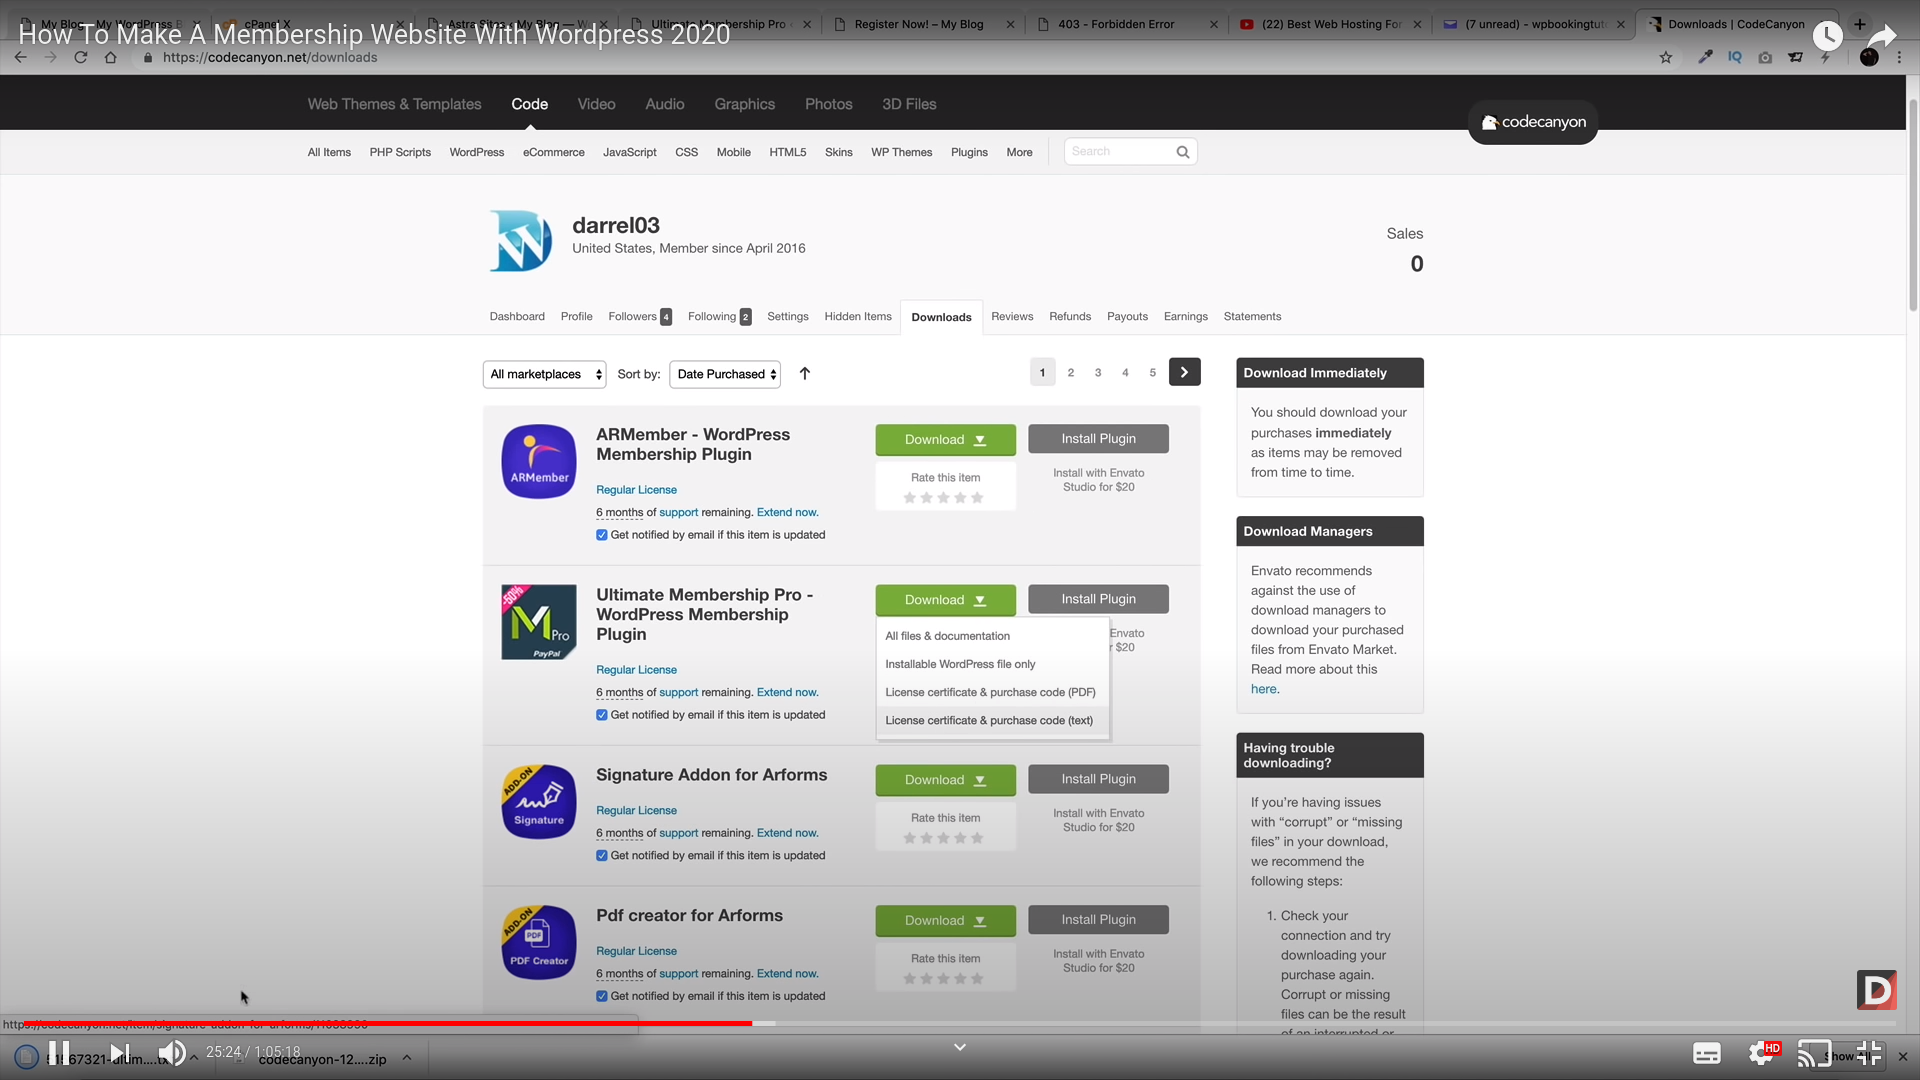 My Blog – My WordPress B
cPanel X
Astra Sites ‹ My Blog — W
Ultimate Membership Pro
Register Now! – My Blog
403 - Forbidden Error
(22) Best Web Hosting For
(7 unread) - wpbookingtut
Downloads | CodeCanyon
How To Make A Membership Website With Wordpress 2020
https://codecanyon.net/downloads
IQ
Web Themes & Templates
Code
Video
Audio
Graphics
Photos
3D Files
codecanyon
All Items
PHP Scripts
WordPress
eCommerce
JavaScript
CSS
Mobile
HTML5
Skins
WP Themes
Plugins
More
Search
darrel03
United States, Member since April 2016
Sales
0
Dashboard
Profile
Followers 4
Following 2
Settings
Hidden Items
Downloads
Reviews
Refunds
Payouts
Earnings
Statements
All marketplaces
Sort by:
Date Purchased
1 2 3 4 5
ARMember
ARMember - WordPress
Membership Plugin
Regular License
6 months of support remaining. Extend now.
Get notified by email if this item is updated
Download
Rate this item
Install Plugin
Install with Envato
Studio for $20
-50%
M Pro
PayPal
Ultimate Membership Pro -
WordPress Membership
Plugin
Regular License
6 months of support remaining. Extend now.
Get notified by email if this item is updated
Download
Install Plugin
Envato
r $20
All files & documentation
Installable WordPress file only
License certificate & purchase code (PDF)
License certificate & purchase code (text)
ADD-ON
Signature
Signature Addon for Arforms
Regular License
6 months of support remaining. Extend now.
Get notified by email if this item is updated
Download
Rate this item
Install Plugin
Install with Envato
Studio for $20
ADD-ON
PDF
PDF Creator
Pdf creator for Arforms
Regular License
6 months of support remaining. Extend now.
Get notified by email if this item is updated
Download
Rate this item
Install Plugin
Install with Envato
Studio for $20
Download Immediately
You should download your
purchases immediately
as items may be removed
from time to time.
Download Managers
Envato recommends
against the use of
download managers to
download your purchased
files from Envato Market.
Read more about this
here.
Having trouble
downloading?
If you're having issues
with “corrupt” or “missing
files” in your download,
we recommend the
following steps:
1. Check your
connection and try
downloading your
purchase again.
Corrupt or missing
files can be the result
of an interrupted or
D
25:24 / 1:05:18
codecanyon-12....zip
HD
Show All